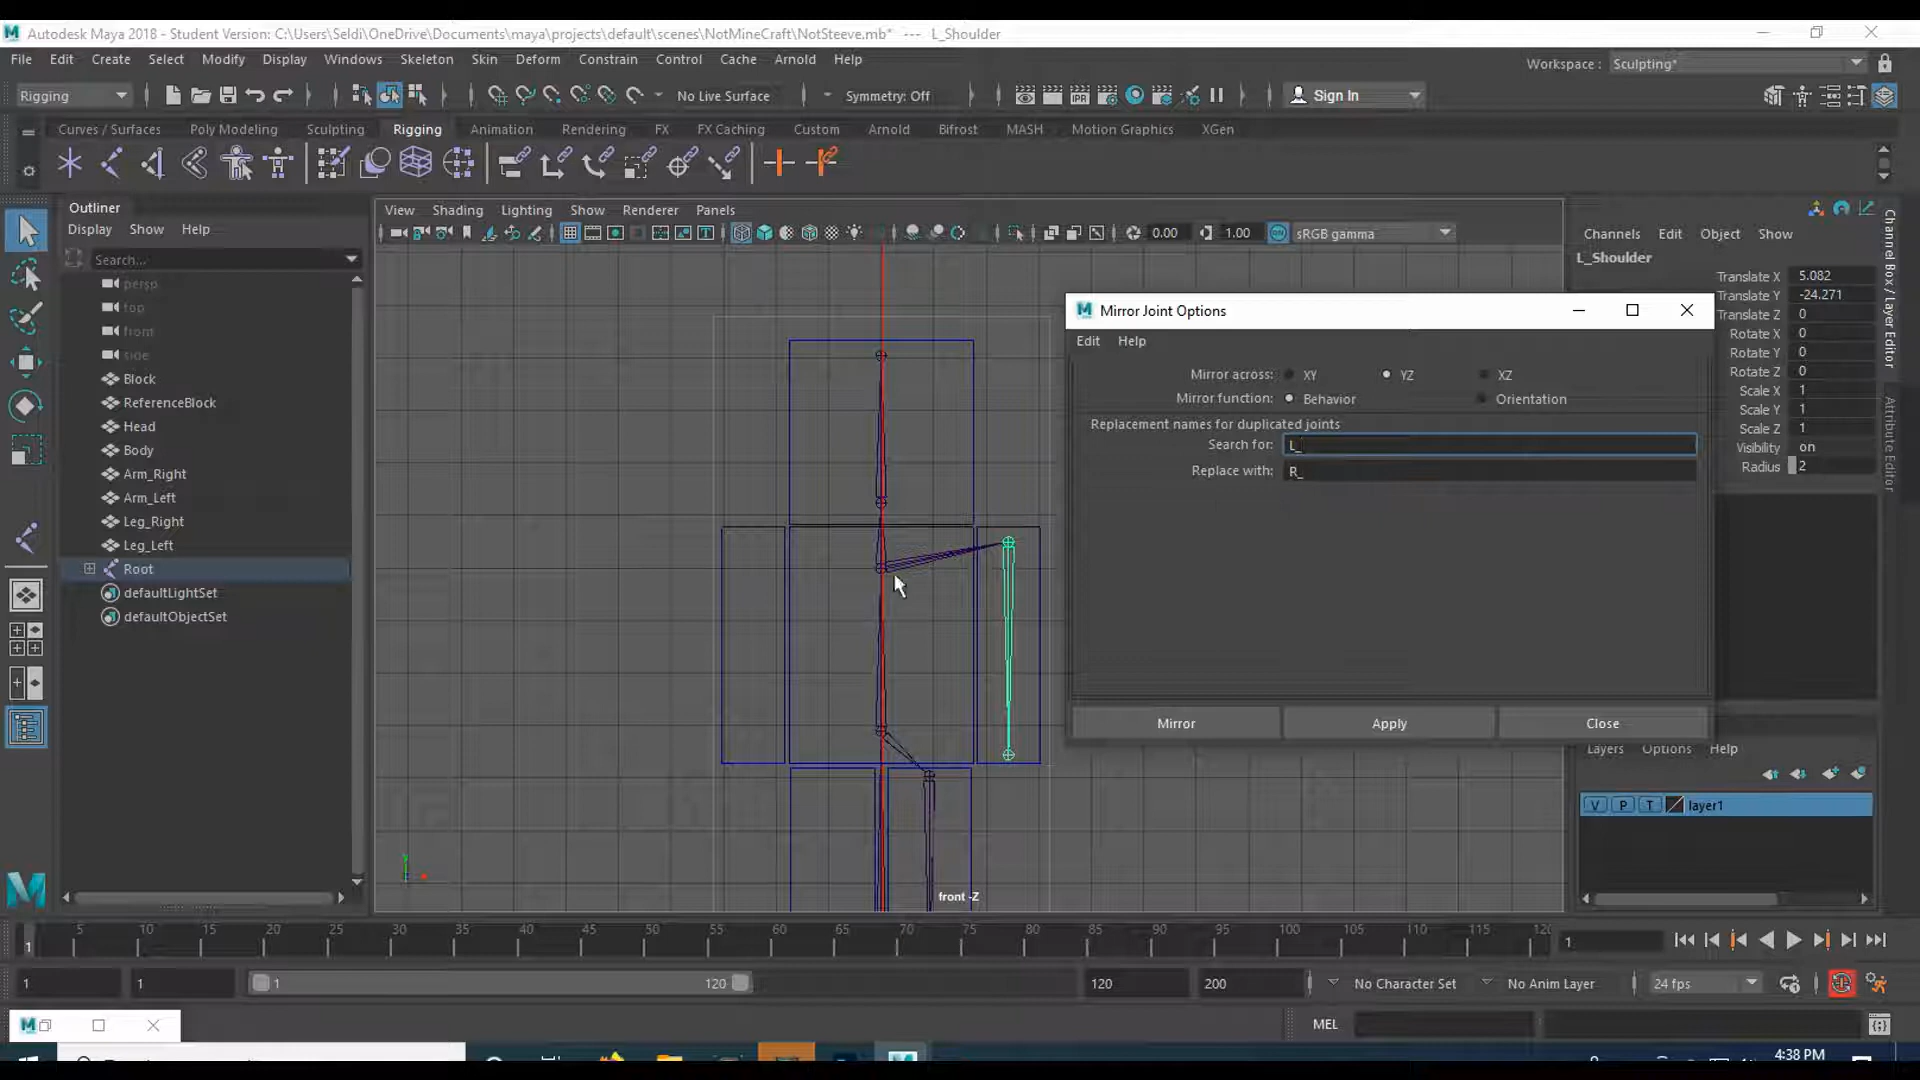 Autodesk Maya 2018 - Student Version: C:\Users\Seldi\OneDrive\Documents\maya\projects\default\scenes\NotMineCraft\NotSteeve.mb* --- L_Shoulder
File Edit Create Select Modify Display Windows Skeleton Skin Deform Constrain Control Cache Arnold Help
Workspace : Sculpting*
Rigging No Live Surface Symmetry: Off IPR Sign In
Curves / Surfaces Poly Modeling Sculpting Rigging Animation Rendering FX FX Caching Custom Arnold Bifrost MASH Motion Graphics XGen
Outliner
Display Show Help
Search...
persp
top
front
side
Block
ReferenceBlock
Head
Body
Arm_Right
Arm_Left
Leg_Right
Leg_Left
Root
defaultLightSet
defaultObjectSet
View Shading Lighting Show Renderer Panels
0.00 1.00 ON sRGB gamma
front -Z
Mirror Joint Options
Edit Help
Mirror across: XY YZ XZ
Mirror function: Behavior Orientation
Replacement names for duplicated joints
Search for: L_
Replace with: R_
Mirror Apply Close
Channels Edit Object Show
L_Shoulder
Translate X 5.082
Translate Y -24.271
Translate Z 0
Rotate X 0
Rotate Y 0
Rotate Z 0
Scale X 1
Scale Y 1
Scale Z 1
Visibility on
Radius 2
Channel Box / Layer Editor
Attribute Editor
Layers Options Help
V P T layer1
5 10 15 20 25 30 35 40 45 50 55 60 65 70 75 80 85 90 95 100 105 110 115 120
1
1
1 1 1 120 120 200 No Character Set No Anim Layer 24 fps
MEL
4:38 PM